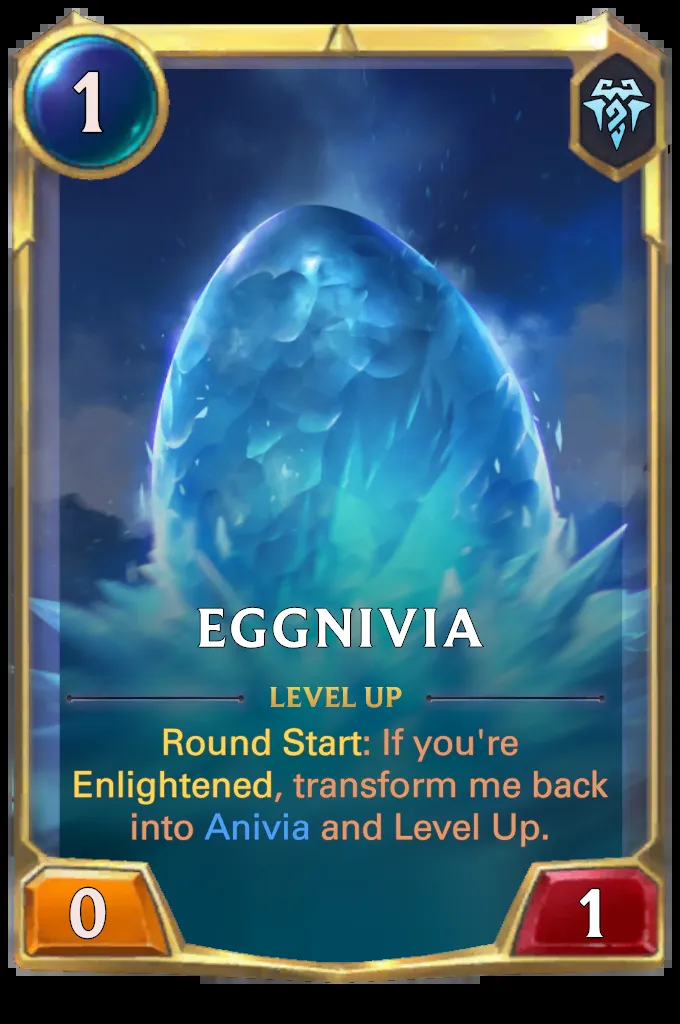 1
EGGNIVIA
LEVEL UP
Round Start: If you're
Enlightened, transform me back
into Anivia and Level Up.
0
1